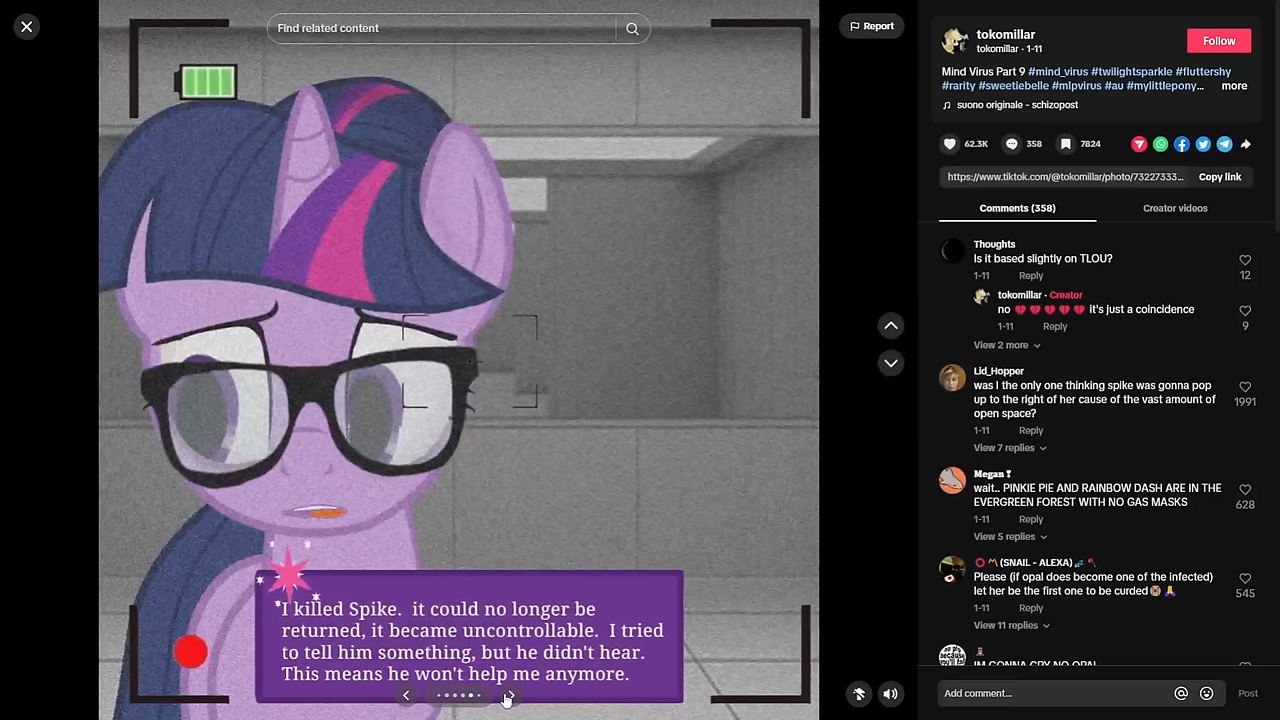 Find related content
Report
I killed Spike. it could no longer be
returned, it became uncontrollable. I tried
to tell him something, but he didn't hear.
This means he won't help me anymore.
tokomillar
tokomillar · 1-11
Follow
Mind Virus Part 9 #mind_virus #twilightsparkle #fluttershy
#rarity #sweetiebelle #mlpvirus #au #mylittlepony... more
suono originale - schizopost
62.3K
358
7824
https://www.tiktok.com/@tokomillar/photo/73227333...
Copy link
Comments (358)
Creator videos
Thoughts
Is it based slightly on TLOU?
1-11 Reply
12
tokomillar · Creator
no 💔 💔 💔 💔 💔 it's just a coincidence
1-11 Reply
9
View 2 more
Lid_Hopper
was I the only one thinking spike was gonna pop
up to the right of her cause of the vast amount of
open space?
1991
1-11 Reply
View 7 replies
Megan❢
wait.. PINKIE PIE AND RAINBOW DASH ARE IN THE
EVERGREEN FOREST WITH NO GAS MASKS
628
1-11 Reply
View 5 replies
(SNAIL - ALEXA)
Please (if opal does become one of the infected)
let her be the first one to be curded
545
1-11 Reply
View 11 replies
IM GONNA CRY NO OPAL
Add comment...
Post